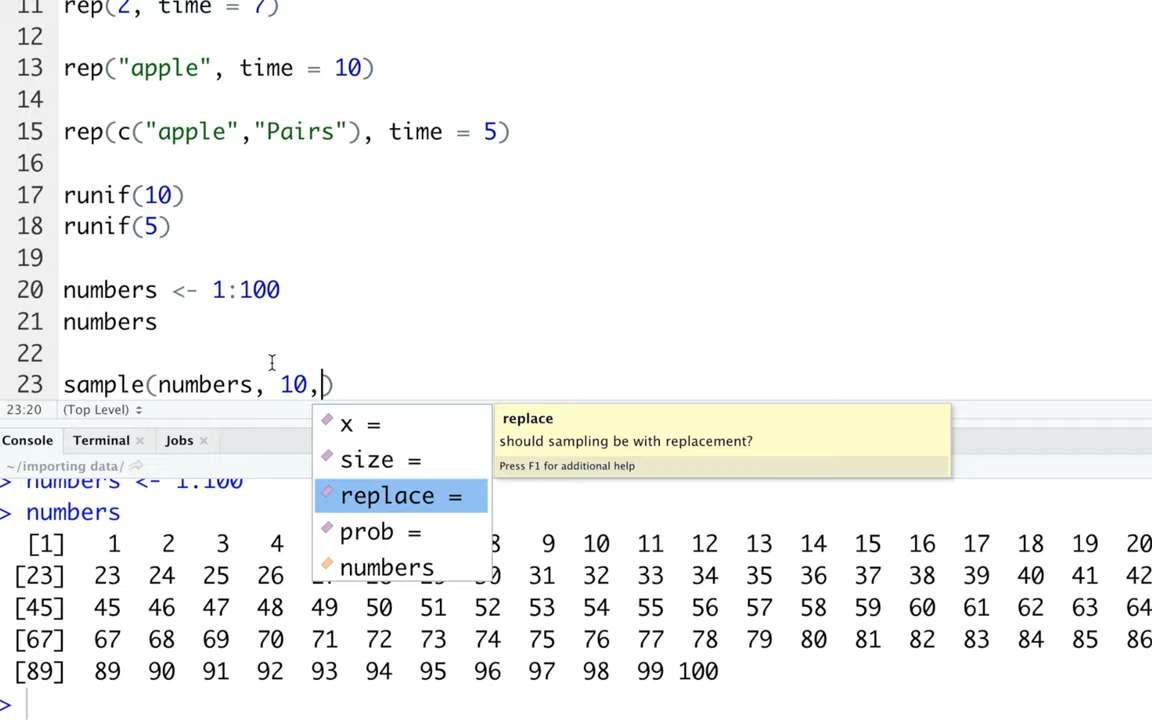 11 rep(2, time = 7)
12
13 rep("apple", time = 10)
14
15 rep(c("apple","Pairs"), time = 5)
16
17 runif(10)
18 runif(5)
19
20 numbers <- 1:100
21 numbers
22
23 sample(numbers, 10,)
23:20 (Top Level)
x =
size =
replace =
prob =
numbers
replace
should sampling be with replacement?
Press F1 for additional help
Console Terminal × Jobs ×
~/importing data/
> numbers <- 1:100
> numbers
[1] 1 2 3 4 8 9 10 11 12 13 14 15 16 17 18 19 20
[23] 23 24 25 26 31 32 33 34 35 36 37 38 39 40 41 42
[45] 45 46 47 48 49 50 51 52 53 54 55 56 57 58 59 60 61 62 63 64
[67] 67 68 69 70 71 72 73 74 75 76 77 78 79 80 81 82 83 84 85 86
[89] 89 90 91 92 93 94 95 96 97 98 99 100
>